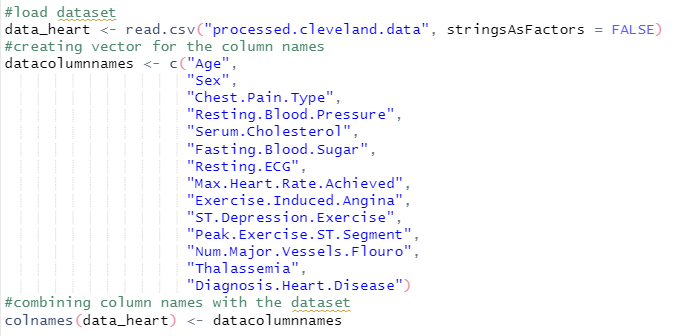 #load dataset
data_heart <- read.csv("processed.cleveland.data", stringsAsFactors = FALSE)
#creating vector for the column names
datacolumnnames <- c("Age",
"Sex",
"Chest.Pain.Type",
"Resting.Blood.Pressure",
"Serum.Cholesterol",
"Fasting.Blood.Sugar",
"Resting.ECG",
"Max.Heart.Rate.Achieved",
"Exercise.Induced.Angina",
"ST.Depression.Exercise",
"Peak.Exercise.ST.Segment",
"Num.Major.Vessels.Flouro",
"Thalassemia",
"Diagnosis.Heart.Disease")
#combining column names with the dataset
colnames(data_heart) <- datacolumnnames